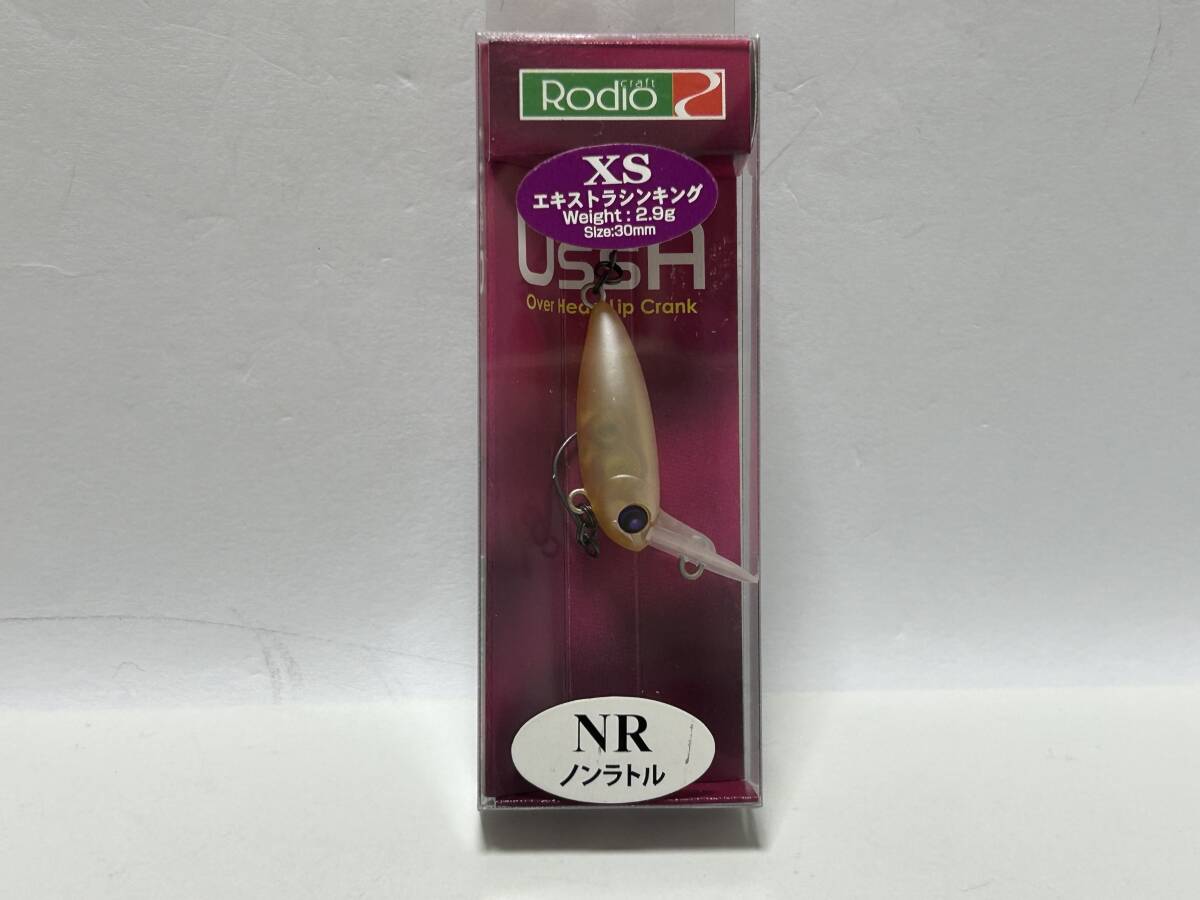 craft
Rodio
XS
エキストラシンキング
Weight : 2.9g
Size:30mm
Over Head Lip Crank
NR
ノンラトル